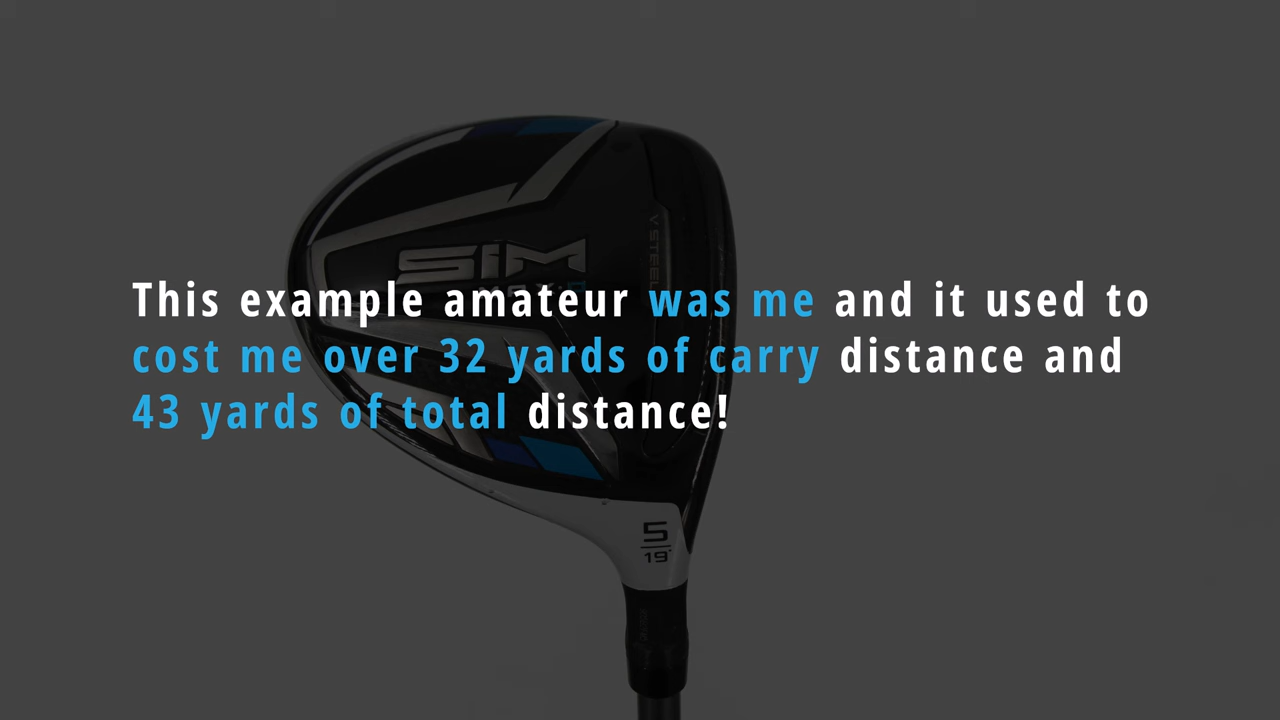 SIM
V STEEL
This example amateur was me and it used to
cost me over 32 yards of carry distance and
43 yards of total distance!
5
19°